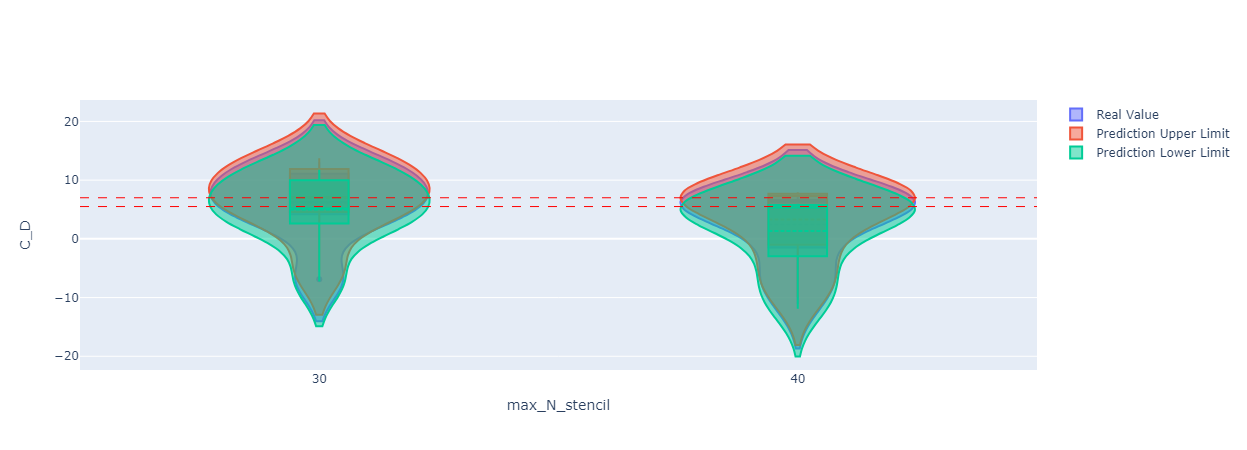 20
10
0
−10
−20
C_D
30
40
max_N_stencil
Real Value
Prediction Upper Limit
Prediction Lower Limit